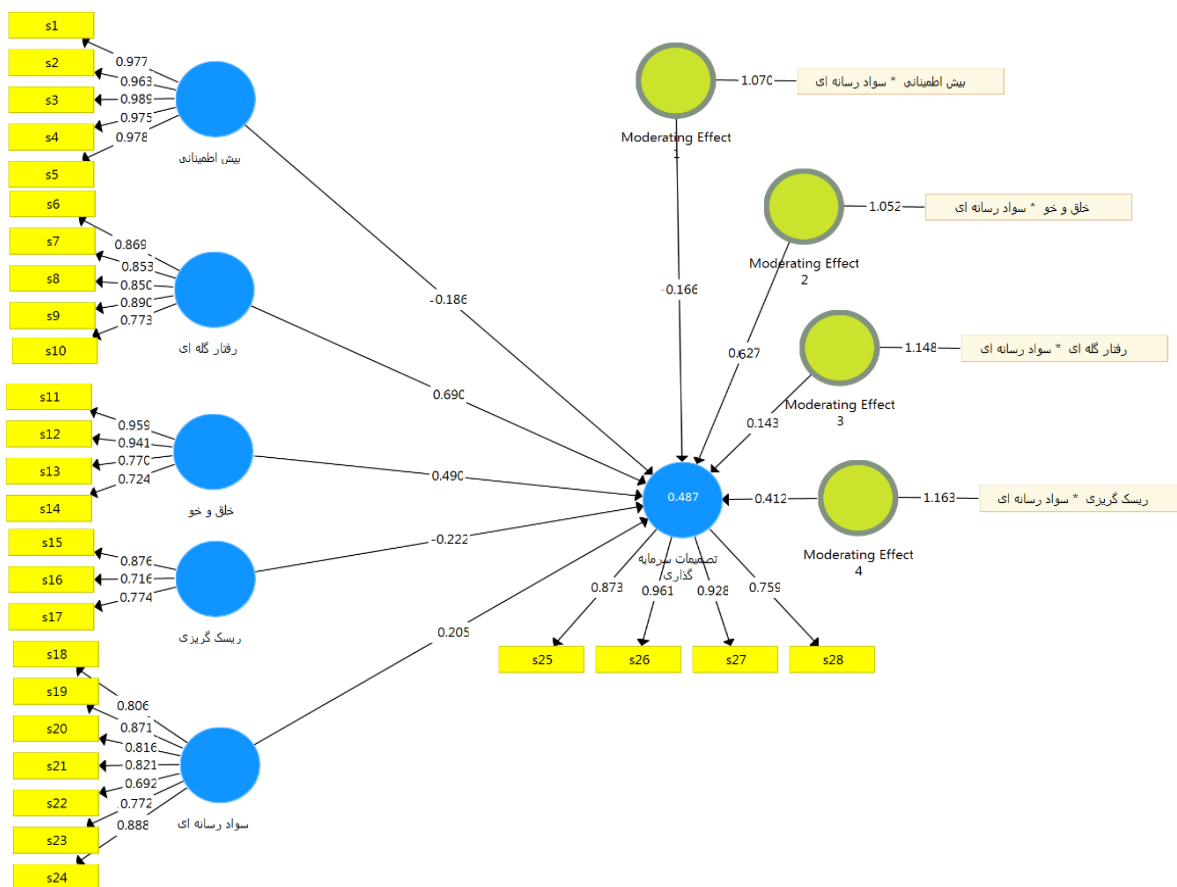 s1
s2
s3
s4
s5
0.977
0.963
0.989
0.975
0.978
بیش اطمینانی
s6
s7
s8
s9
s10
0.869
0.853
0.850
0.890
0.773
رفتار گله ای
s11
s12
s13
s14
0.959
0.941
0.770
0.724
خلق و خو
s15
s16
s17
0.876
0.716
0.774
ریسک گریزی
s18
s19
s20
s21
s22
s23
s24
0.806
0.871
0.816
0.821
0.692
0.772
0.888
سواد رسانه ای
-0.186
0.690
0.490
-0.222
0.205
Moderating Effect
1
1.070
بیش اطمینانی * سواد رسانه ای
-0.166
Moderating Effect
2
1.052
خلق و خو * سواد رسانه ای
0.627
Moderating Effect
3
1.148
رفتار گله ای * سواد رسانه ای
0.143
Moderating Effect
4
1.163
ریسک گریزی * سواد رسانه ای
0.412
0.487
تصمیمات سرمایه
گذاری
0.873
0.961
0.928
0.759
s25
s26
s27
s28